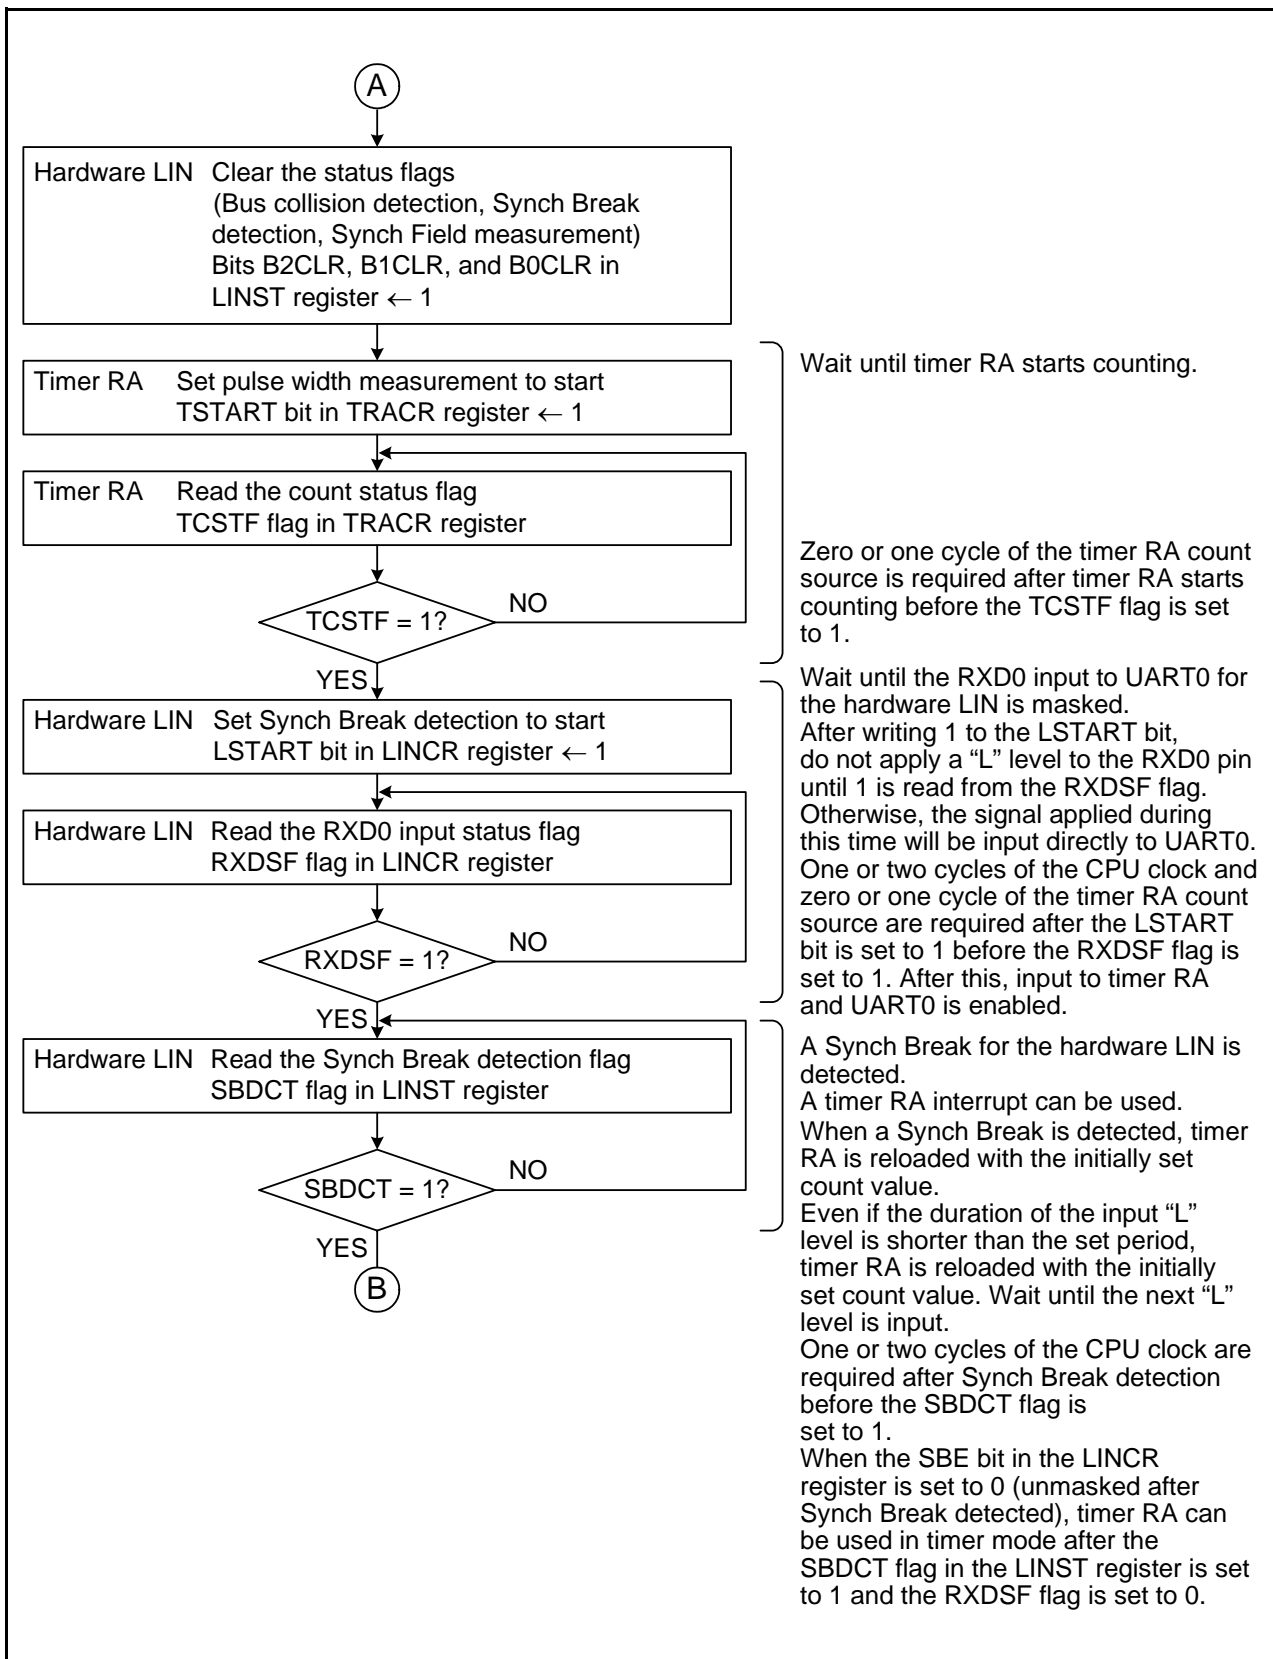 A
Hardware LIN Clear the status flags
(Bus collision detection, Synch Break
detection, Synch Field measurement)
Bits B2CLR, B1CLR, and B0CLR in
LINST register ← 1
Timer RA Set pulse width measurement to start
TSTART bit in TRACR register ← 1
Wait until timer RA starts counting.
Timer RA Read the count status flag
TCSTF flag in TRACR register
TCSTF = 1?
NO
YES
Zero or one cycle of the timer RA count
source is required after timer RA starts
counting before the TCSTF flag is set
to 1.
Hardware LIN Set Synch Break detection to start
LSTART bit in LINCR register ← 1
Hardware LIN Read the RXD0 input status flag
RXDSF flag in LINCR register
RXDSF = 1?
NO
YES
Wait until the RXD0 input to UART0 for
the hardware LIN is masked.
After writing 1 to the LSTART bit,
do not apply a “L” level to the RXD0 pin
until 1 is read from the RXDSF flag.
Otherwise, the signal applied during
this time will be input directly to UART0.
One or two cycles of the CPU clock and
zero or one cycle of the timer RA count
source are required after the LSTART
bit is set to 1 before the RXDSF flag is
set to 1. After this, input to timer RA
and UART0 is enabled.
Hardware LIN Read the Synch Break detection flag
SBDCT flag in LINST register
SBDCT = 1?
NO
YES
B
A Synch Break for the hardware LIN is
detected.
A timer RA interrupt can be used.
When a Synch Break is detected, timer
RA is reloaded with the initially set
count value.
Even if the duration of the input “L”
level is shorter than the set period,
timer RA is reloaded with the initially
set count value. Wait until the next “L”
level is input.
One or two cycles of the CPU clock are
required after Synch Break detection
before the SBDCT flag is
set to 1.
When the SBE bit in the LINCR
register is set to 0 (unmasked after
Synch Break detected), timer RA can
be used in timer mode after the
SBDCT flag in the LINST register is set
to 1 and the RXDSF flag is set to 0.